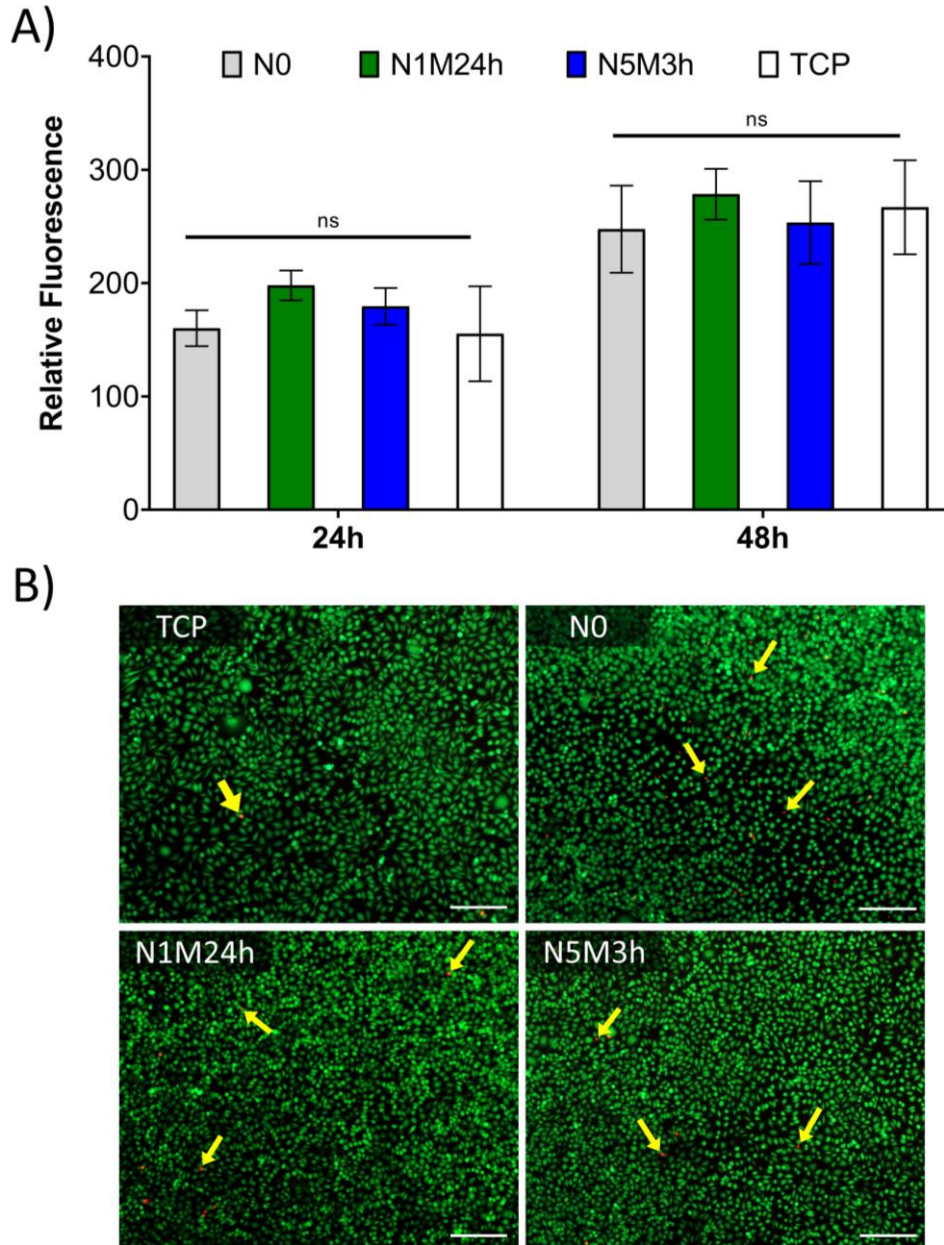 A)
N0 N1M24h N5M3h TCP
400
300
200
100
0
Relative Fluorescence
ns
ns
24h 48h
B)
TCP N0
N1M24h N5M3h